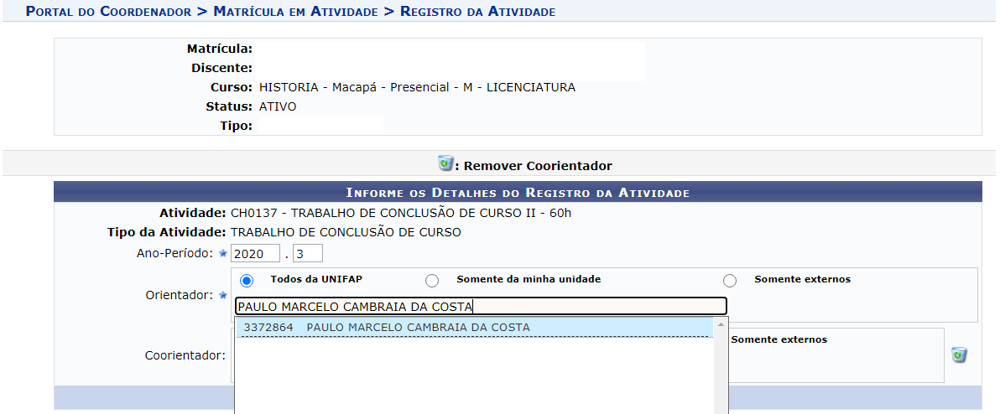 Portal do Coordenador > Matrícula em Atividade > Registro da Atividade
Matrícula:
Discente:
Curso: HISTORIA - Macapá - Presencial - M - LICENCIATURA
Status: ATIVO
Tipo:
: Remover Coorientador
Informe os Detalhes do Registro da Atividade
Atividade: CH0137 - TRABALHO DE CONCLUSÃO DE CURSO II - 60h
Tipo da Atividade: TRABALHO DE CONCLUSÃO DE CURSO
Ano-Período: 2020 . 3
Todos da UNIFAP Somente da minha unidade Somente externos
Orientador:
PAULO MARCELO CAMBRAIA DA COSTA
3372864 PAULO MARCELO CAMBRAIA DA COSTA
Somente externos
Coorientador: